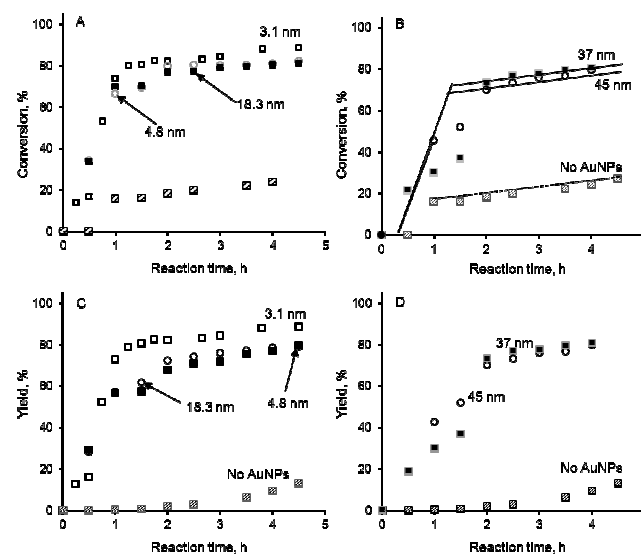 A
3.1 nm
18.3 nm
4.8 nm
Conversion, %
100
80
60
40
20
0
0 1 2 3 4 5
Reaction time, h
B
37 nm
45 nm
No AuNPs
Conversion, %
100
80
60
40
20
0
0 1 2 3 4 5
Reaction time, h
C
3.1 nm
18.3 nm
4.8 nm
No AuNPs
Yield, %
100
80
60
40
20
0
0 1 2 3 4 5
Reaction time, h
D
37 nm
45 nm
No AuNPs
Yield, %
100
80
60
40
20
0
0 1 2 3 4 5
Reaction time, h